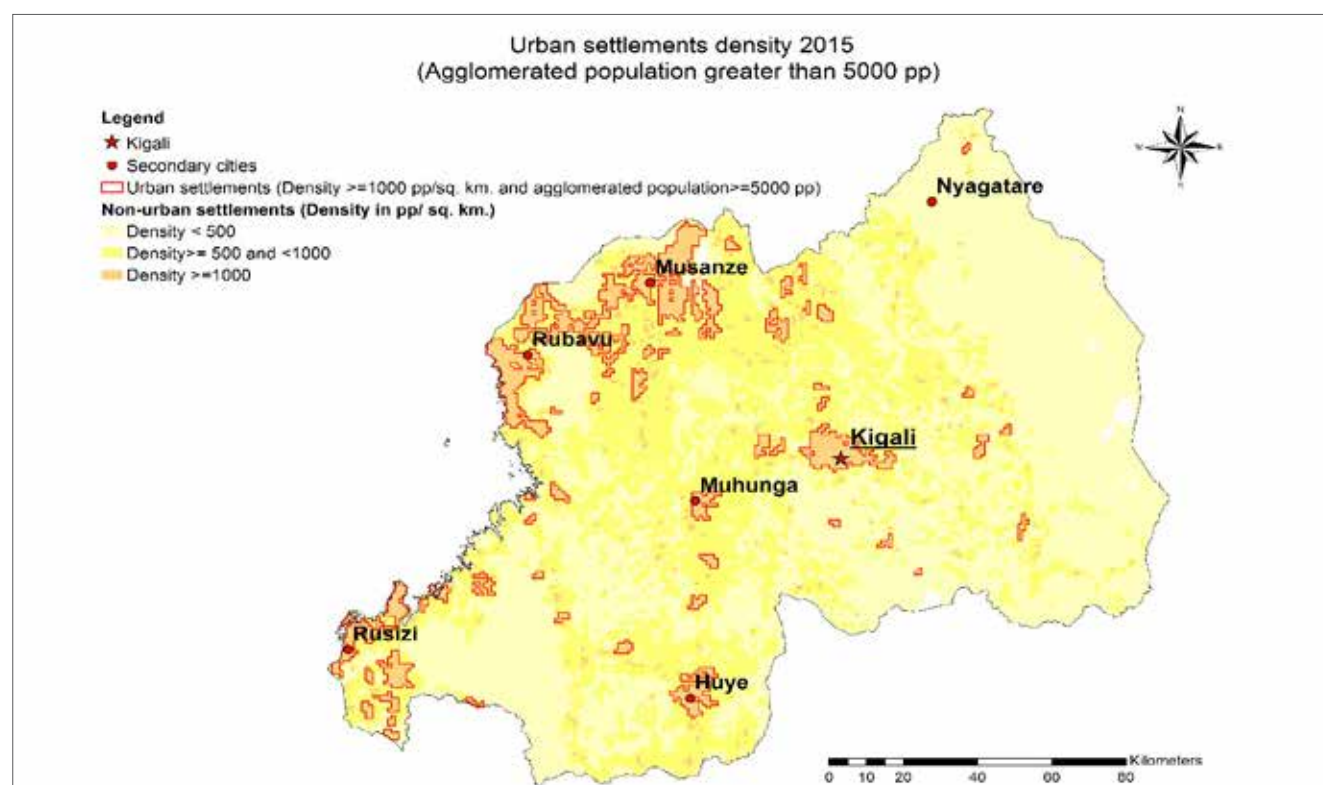 Urban settlements density 2015
(Agglomerated population greater than 5000 pp)
Legend
Kigali
Secondary cities
Urban settlements (Density >=1000 pp/sq. km. and agglomerated population>=5000 pp)
Non-urban settlements (Density in pp/ sq. km.)
Density < 500
Density>= 500 and <1000
Density >=1000
N
Nyagatare
Musanze
Rubavu
Kigali
Muhunga
Rusizi
Huye
Kilometers
0 10 20 40 60 80